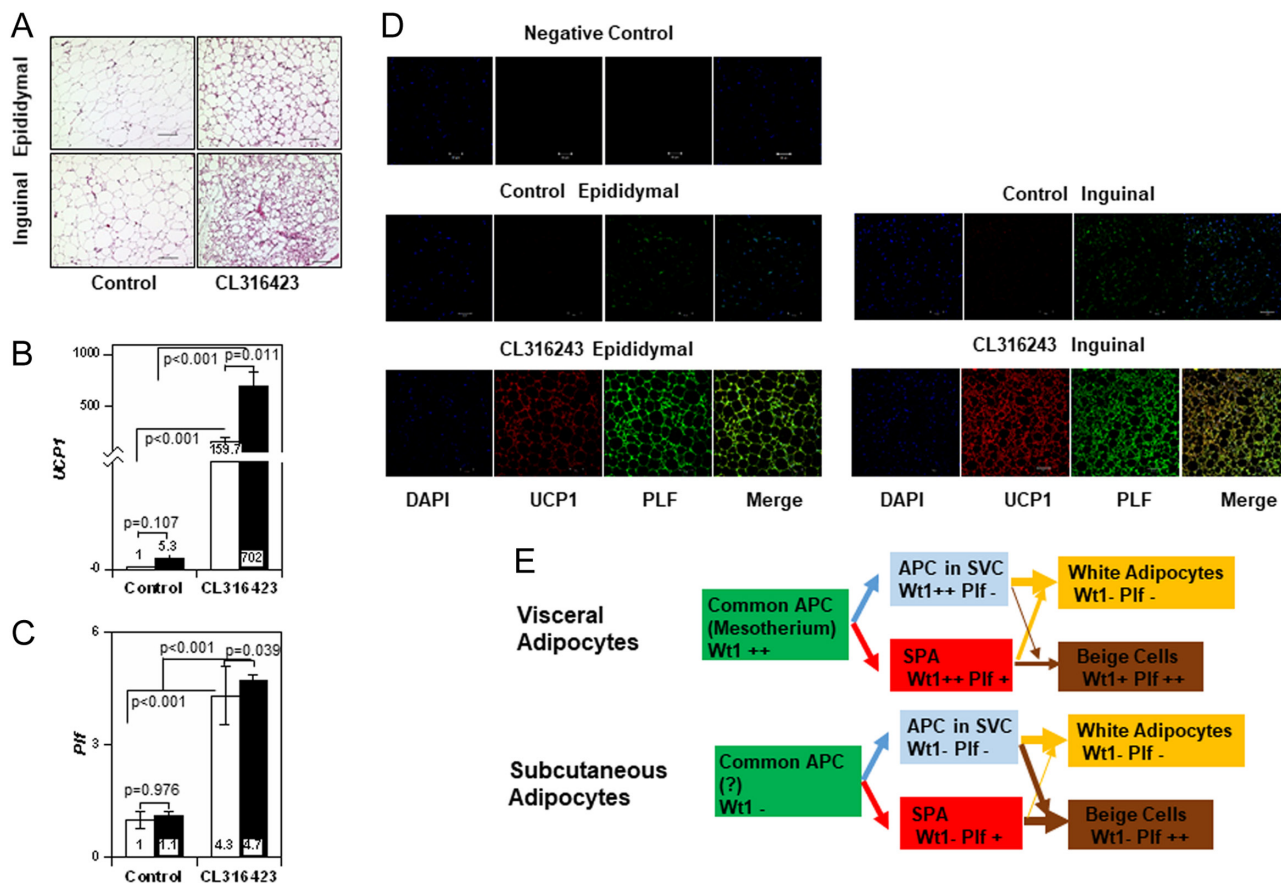 A
Epididymal
Inguinal
Control CL316423
B
UCP1
1000
500
-0
p<0.001 p=0.011
p<0.001
159.7
p=0.107
1 5.3
702
Control CL316423
C
Plf
6
3
0
p<0.001 p=0.039
p<0.001
p=0.976
1 1.1 4.3 4.7
Control CL316423
D
Negative Control
Control Epididymal
Control Inguinal
CL316243 Epididymal
CL316243 Inguinal
DAPI UCP1 PLF Merge
DAPI UCP1 PLF Merge
E
Visceral
Adipocytes
Common APC
(Mesotherium)
Wt1 ++
APC in SVC
Wt1++ Plf -
SPA
Wt1++ Plf +
White Adipocytes
Wt1- Plf -
Beige Cells
Wt1+ Plf ++
Subcutaneous
Adipocytes
Common APC
(?)
Wt1 -
APC in SVC
Wt1- Plf -
SPA
Wt1- Plf +
White Adipocytes
Wt1- Plf -
Beige Cells
Wt1- Plf ++